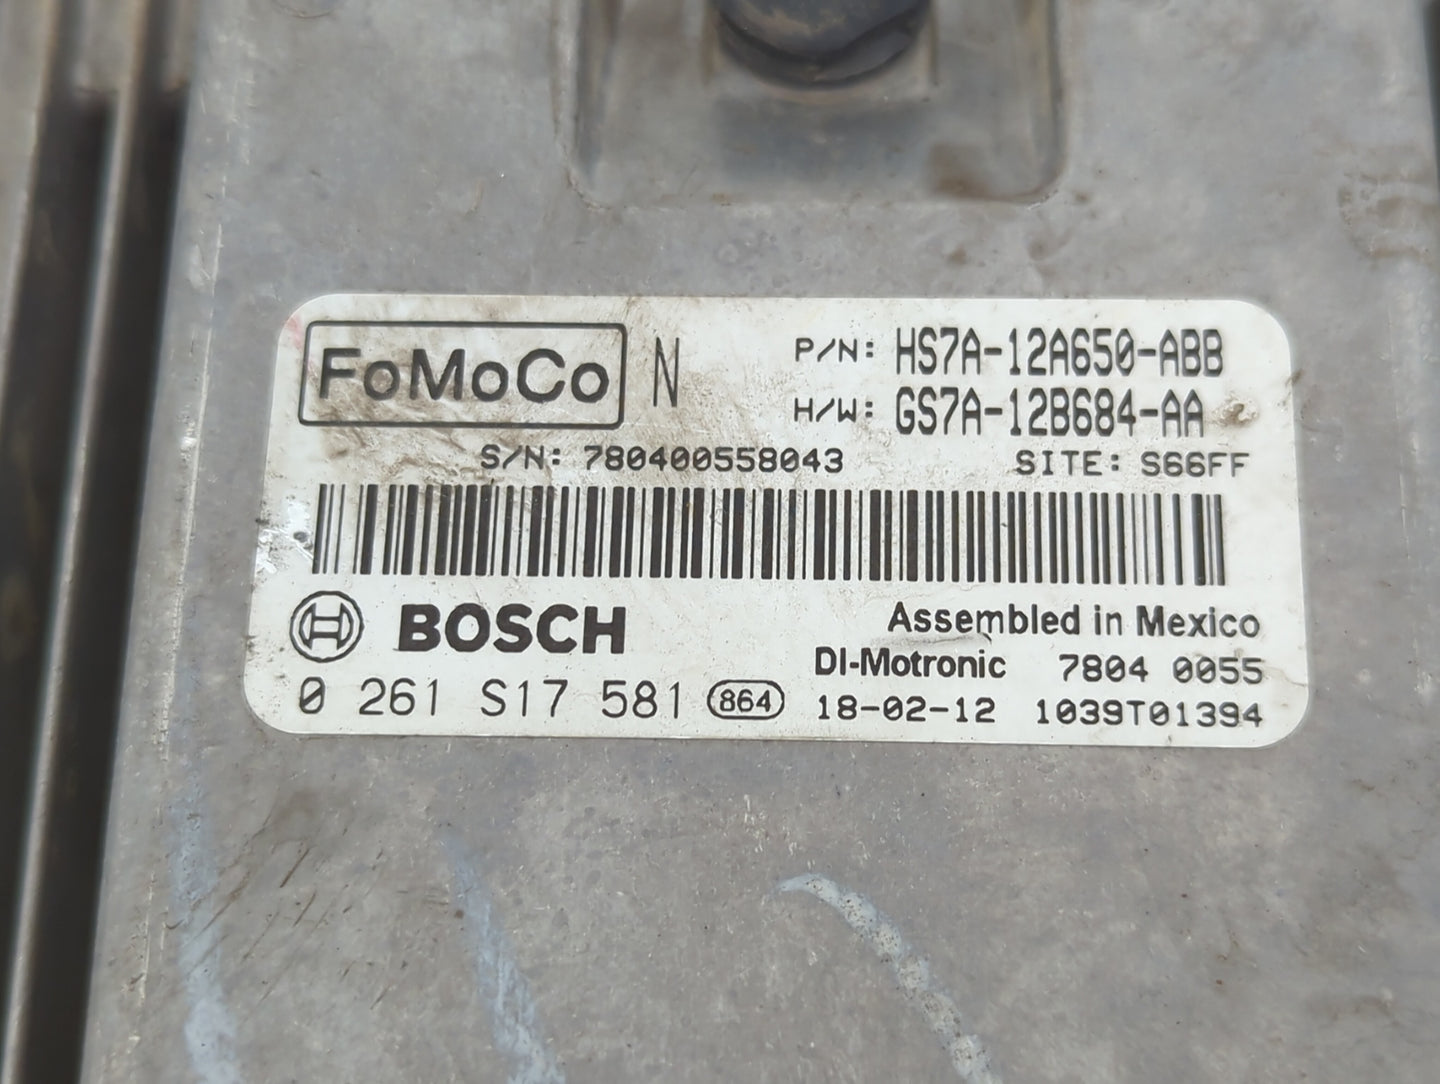 FoMoCo N P/N: HS7A-12A650-ABB
H/W: GS7A-12B684-AA
S/N: 780400558043 SITE: S66FF
BOSCH Assembled in Mexico
DI-Motronic 7804 0055
0 261 S17 581 864 18-02-12 1039T01394